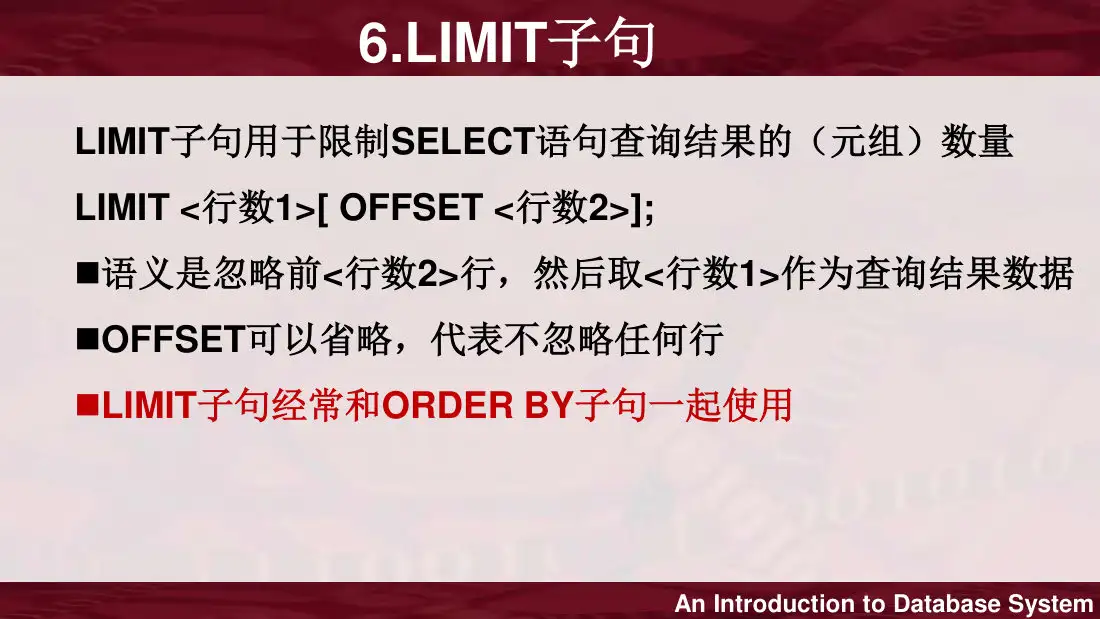 6.LIMIT子句
LIMIT子句用于限制SELECT语句查询结果的（元组）数量
LIMIT <行数1>[ OFFSET <行数2>];
■语义是忽略前<行数2>行，然后取<行数1>作为查询结果数据
■OFFSET可以省略，代表不忽略任何行
■LIMIT子句经常和ORDER BY子句一起使用
An Introduction to Database System